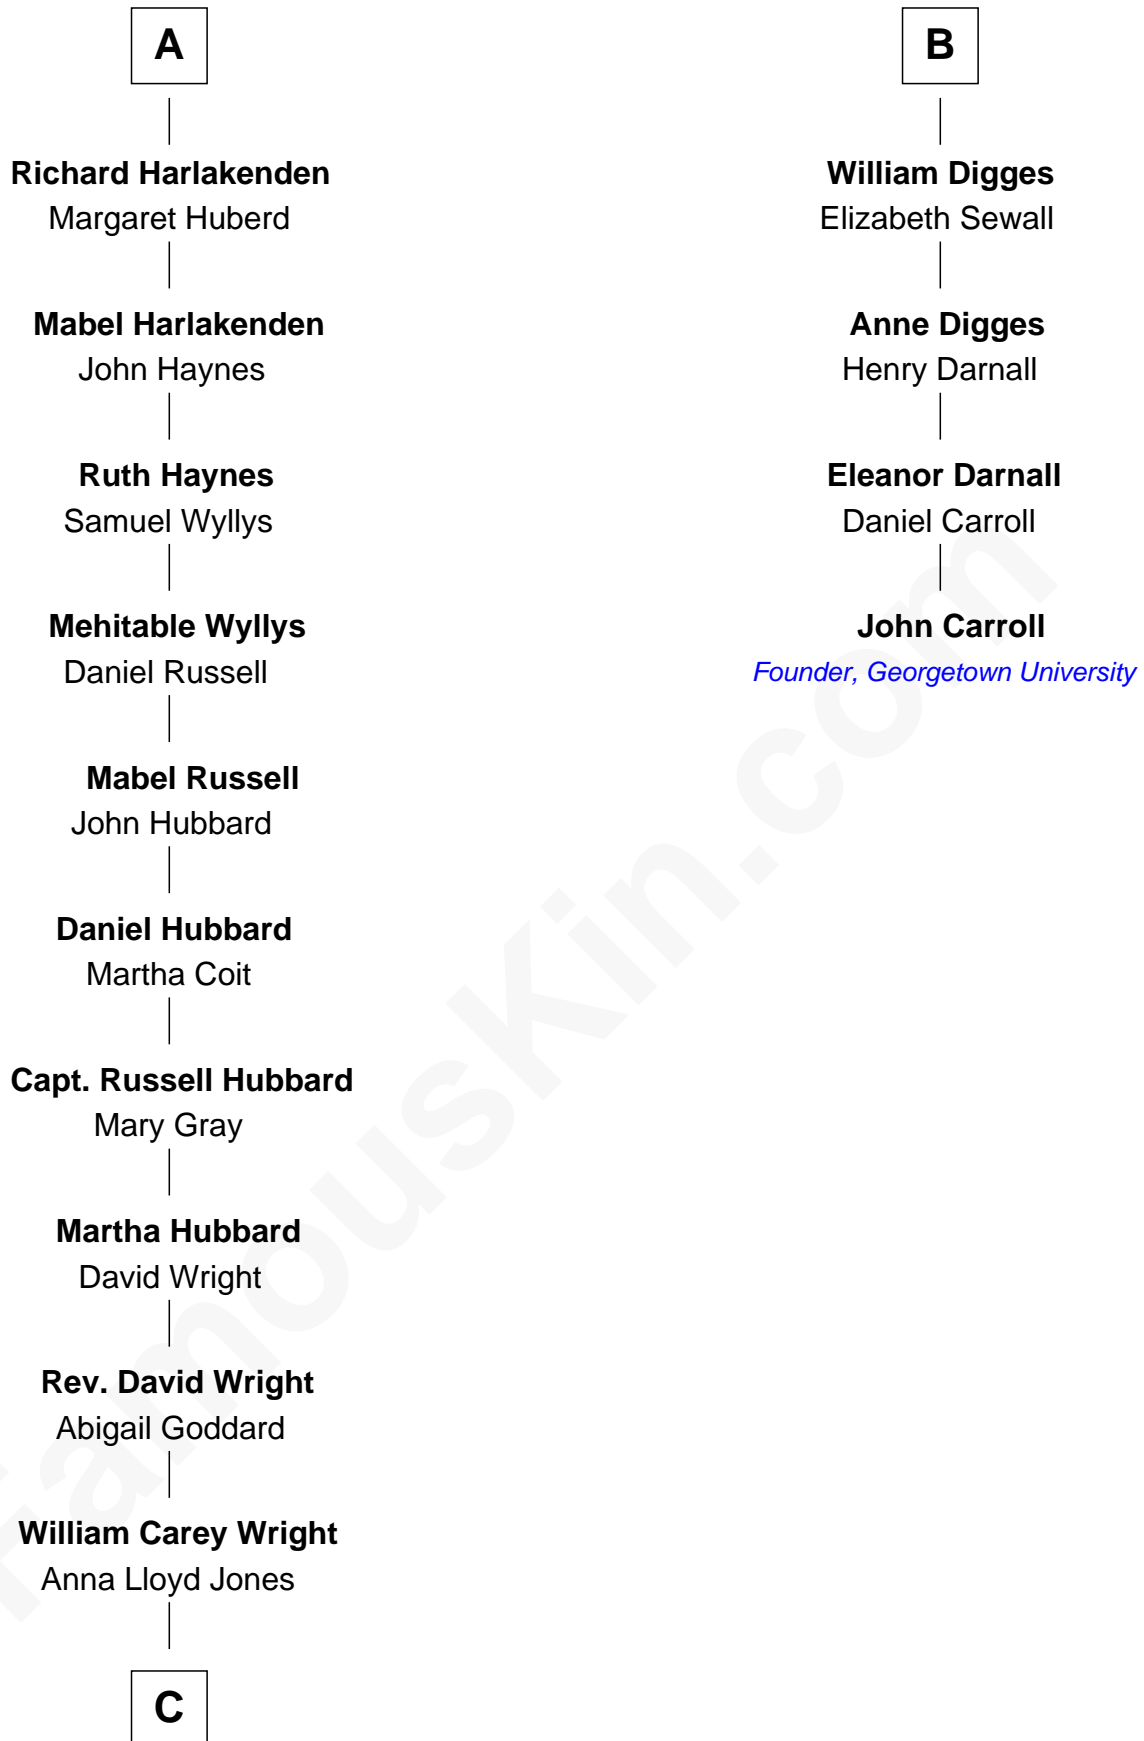 A
Richard Harlakenden
Margaret Huberd
Mabel Harlakenden
John Haynes
Ruth Haynes
Samuel Wyllys
Mehitable Wyllys
Daniel Russell
Mabel Russell
John Hubbard
Daniel Hubbard
Martha Coit
Capt. Russell Hubbard
Mary Gray
Martha Hubbard
David Wright
Rev. David Wright
Abigail Goddard
William Carey Wright
Anna Lloyd Jones
C
B
William Digges
Elizabeth Sewall
Anne Digges
Henry Darnall
Eleanor Darnall
Daniel Carroll
John Carroll
Founder, Georgetown University
FamousKin.com